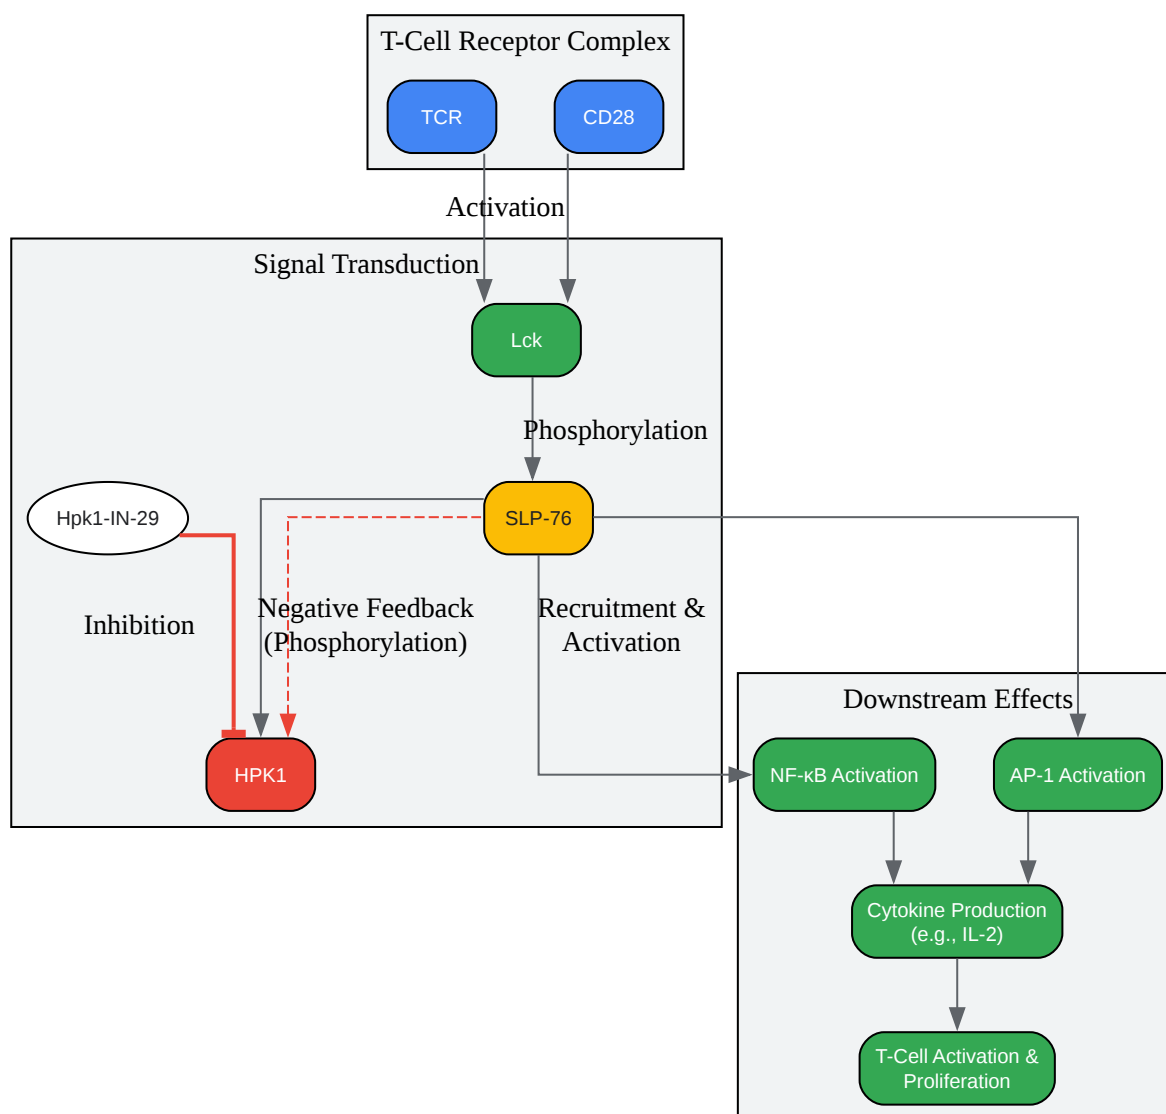 T-Cell Receptor Complex
TCR
CD28
Activation
Signal Transduction
Lck
Phosphorylation
Hpk1-IN-29
SLP-76
Inhibition
Negative Feedback
(Phosphorylation)
Recruitment &
Activation
HPK1
Downstream Effects
NF-κB Activation
AP-1 Activation
Cytokine Production
(e.g., IL-2)
T-Cell Activation &
Proliferation